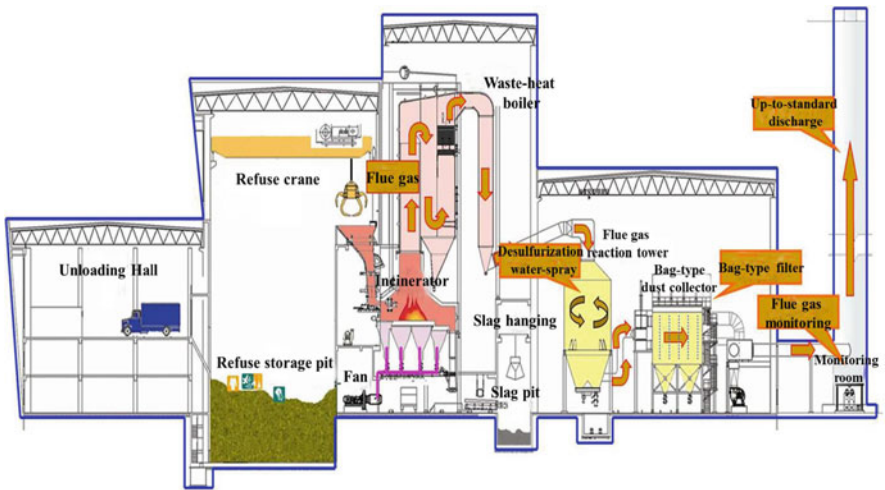 Waste-heat
boiler
Up-to-standard
discharge
Refuse crane
Flue gas
Unloading Hall
Flue gas
reaction tower
Desulfurization
water-spray
Bag-type
dust collector
Bag-type filter
Incinerator
Flue gas
monitoring
Slag hanging
Refuse storage pit
Fan
Slag pit
Monitoring
room